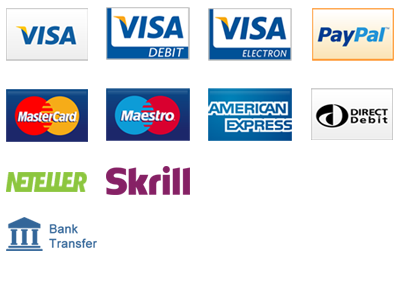 VISA
VISA
DEBIT
VISA
ELECTRON
PayPal
MasterCard
Maestro
AMERICAN
EXPRESS
DIRECT
Debit
NETELLER
Skrill
Bank
Transfer